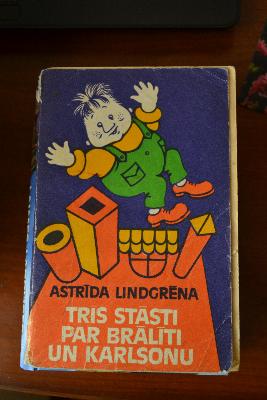 ASTRĪDA LINDGRĒNA
TRIS STĀSTI
PAR BRĀLĪTI
UN KARLSONU